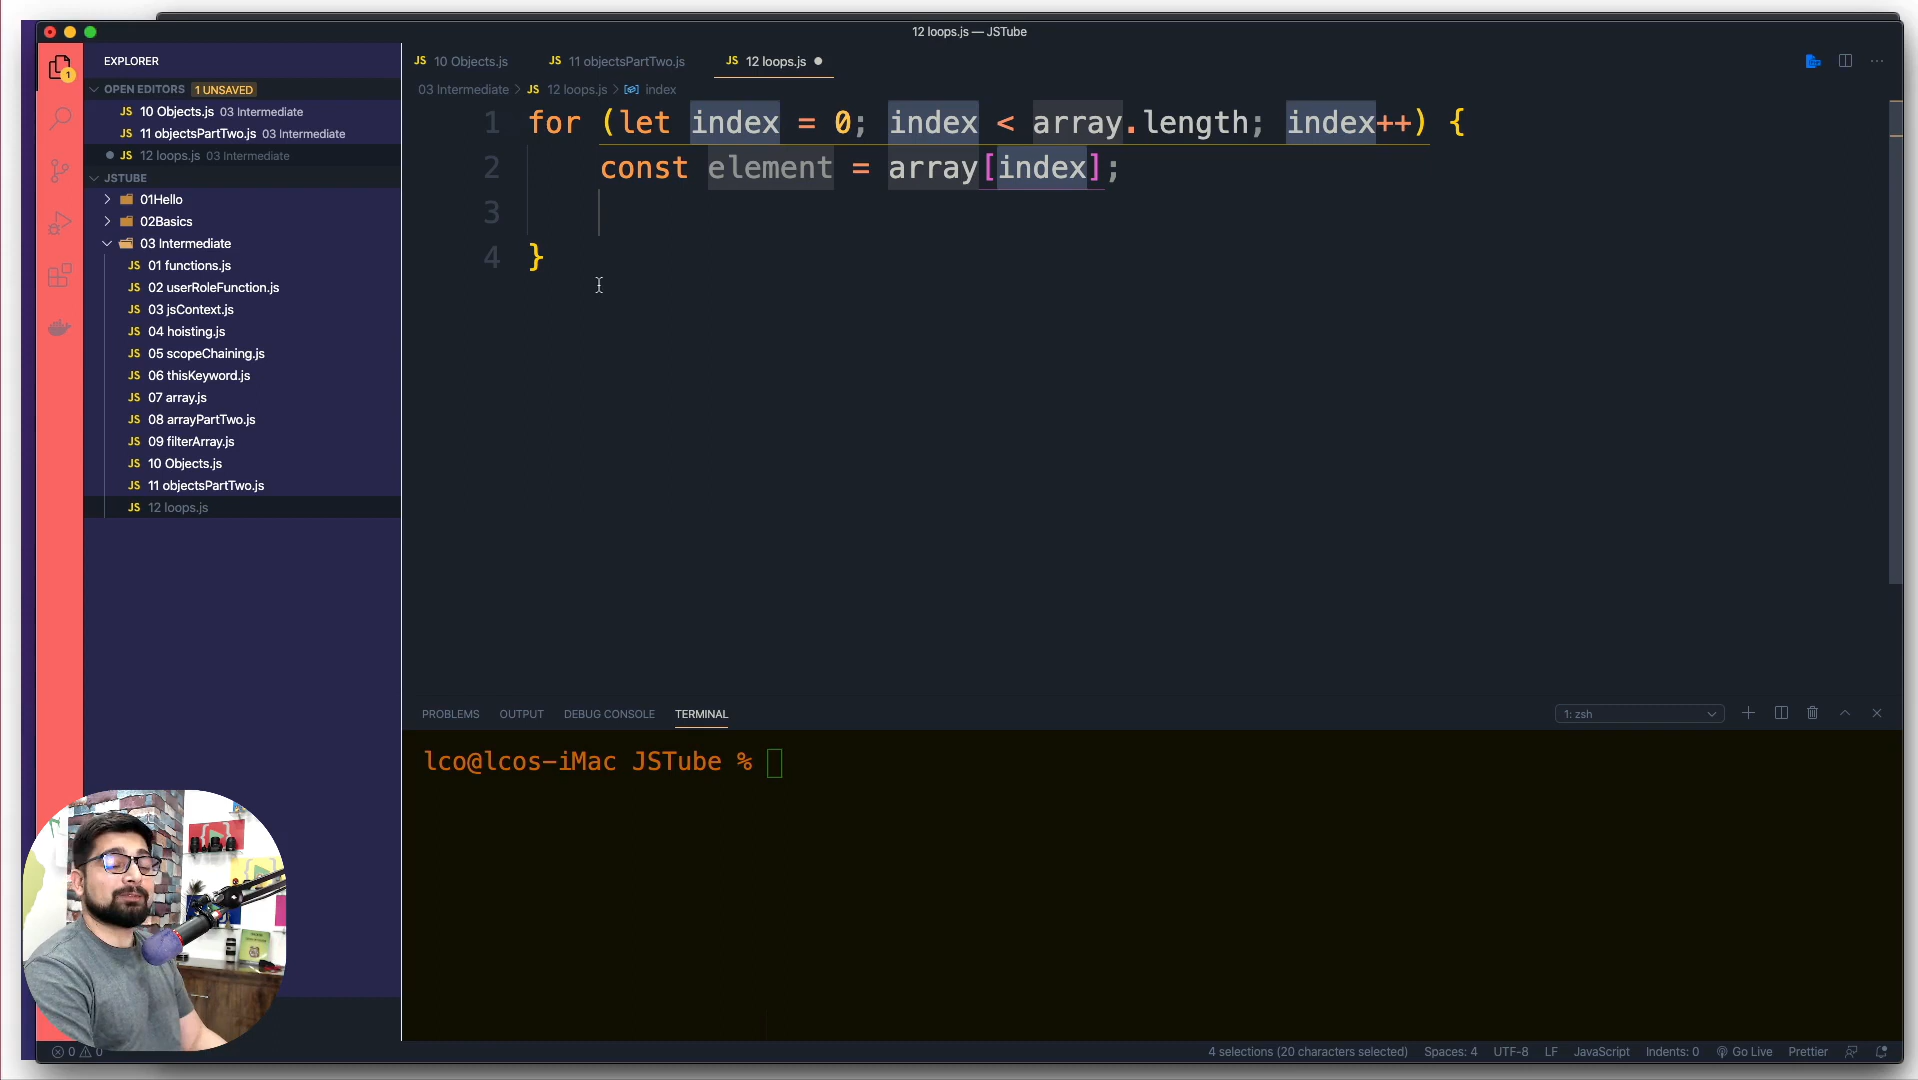 12 loops.js — JSTube
EXPLORER
OPEN EDITORS 1 UNSAVED
JS 10 Objects.js 03 Intermediate
JS 11 objectsPartTwo.js 03 Intermediate
JS 12 loops.js 03 Intermediate
JSTUBE
01Hello
02Basics
03 Intermediate
JS 01 functions.js
JS 02 userRoleFunction.js
JS 03 jsContext.js
JS 04 hoisting.js
JS 05 scopeChaining.js
JS 06 thisKeyword.js
JS 07 array.js
JS 08 arrayPartTwo.js
JS 09 filterArray.js
JS 10 Objects.js
JS 11 objectsPartTwo.js
JS 12 loops.js
1
JS 10 Objects.js JS 11 objectsPartTwo.js JS 12 loops.js
03 Intermediate > JS 12 loops.js > index
1 for (let index = 0; index < array.length; index++) {
2 const element = array[index];
3
4 }
PROBLEMS OUTPUT DEBUG CONSOLE TERMINAL 1: zsh
lco@lcos-iMac JSTube %
0 0 4 selections (20 characters selected) Spaces: 4 UTF-8 LF JavaScript Indents: 0 Go Live Prettier